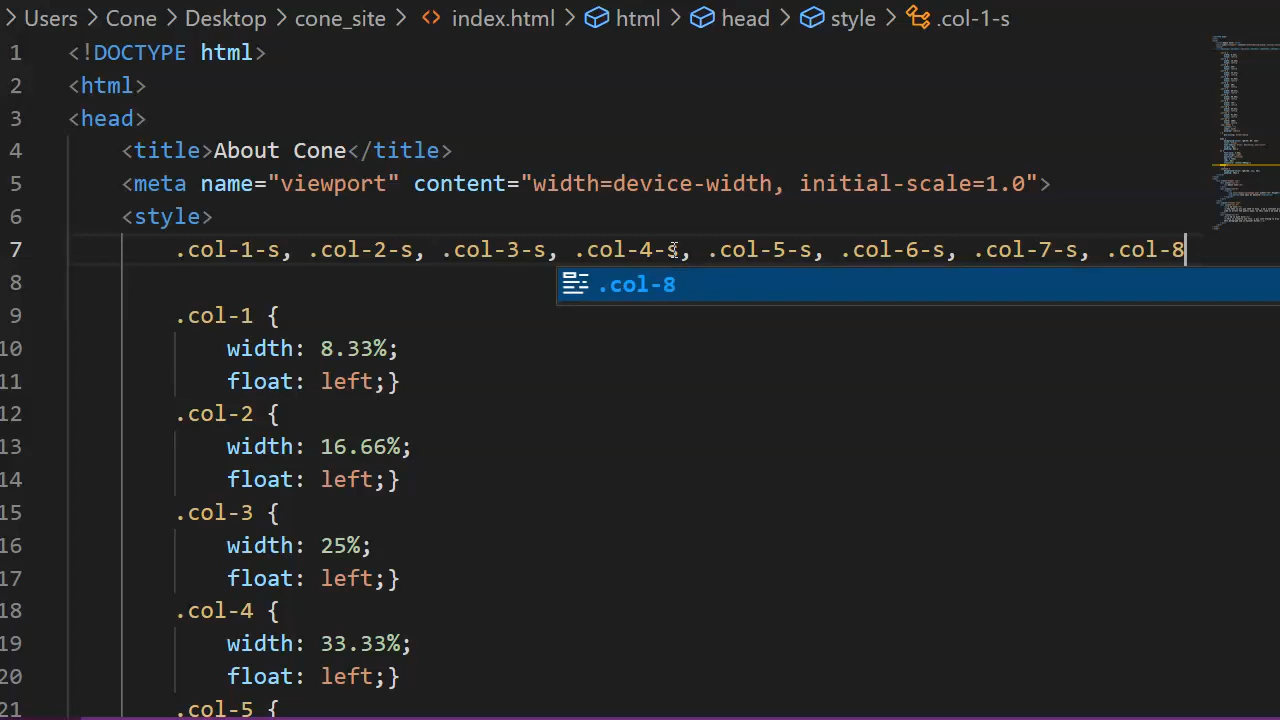 > Users > Cone > Desktop > cone_site > <> index.html > html > head > style > .col-1-s
1 <!DOCTYPE html>
2 <html>
3 <head>
4 <title>About Cone</title>
5 <meta name="viewport" content="width=device-width, initial-scale=1.0">
6 <style>
7 .col-1-s, .col-2-s, .col-3-s, .col-4-s, .col-5-s, .col-6-s, .col-7-s, .col-8
.col-8
8
9 .col-1 {
10 width: 8.33%;
11 float: left;}
12 .col-2 {
13 width: 16.66%;
14 float: left;}
15 .col-3 {
16 width: 25%;
17 float: left;}
18 .col-4 {
19 width: 33.33%;
20 float: left;}
21 .col-5 {